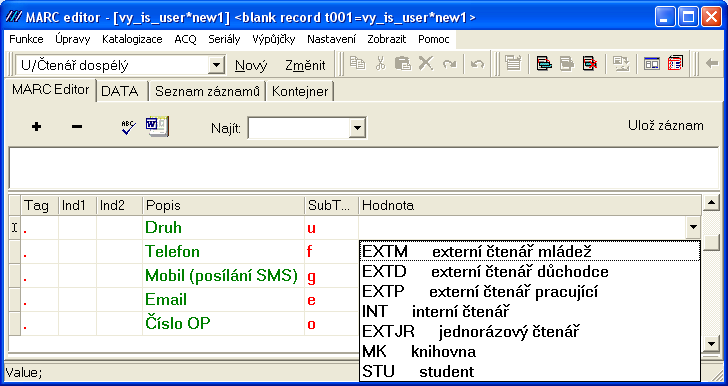 MARC editor - [vy_is_user*new1] <blank record t001=vy_is_user*new1>
Funkce Úpravy Katalogizace ACQ Seriály Výpůjčky Nastavení Zobrazit Pomoc
U/Čtenář dospělý Nový Změnit
MARC Editor DATA Seznam záznamů Kontejner
+ - ABC W Najít: Ulož záznam
Tag Ind1 Ind2 Popis SubT... Hodnota
. Druh u
. Telefon f
. Mobil (posílání SMS) g
. Email e
. Číslo OP o
EXTM externí čtenář mládež
EXTD externí čtenář důchodce
EXTP externí čtenář pracující
INT interní čtenář
EXTJR jednorázový čtenář
MK knihovna
STU student
Value;